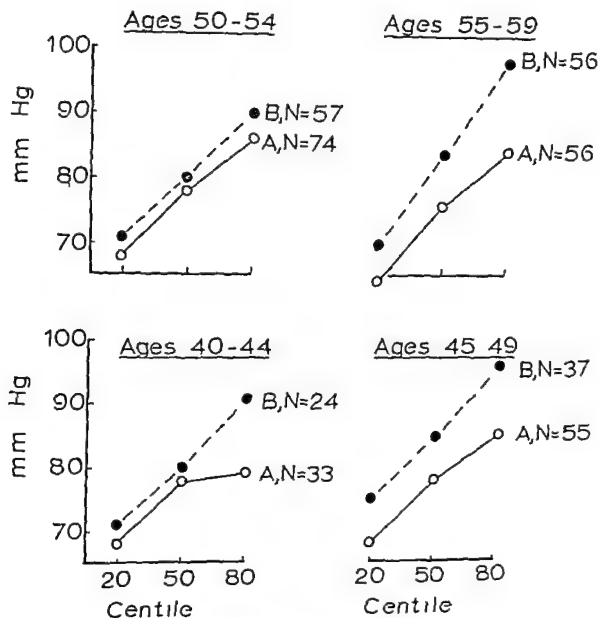 Ages 50-54
Ages 55-59
100
90
80
70
mm Hg
B,N=57
A,N=74
B,N=56
A,N=56
Ages 40-44
Ages 45 49
100
90
80
70
mm Hg
B,N=24
A,N=33
B,N=37
A,N=55
20 50 80
20 50 80
Centile
Centile